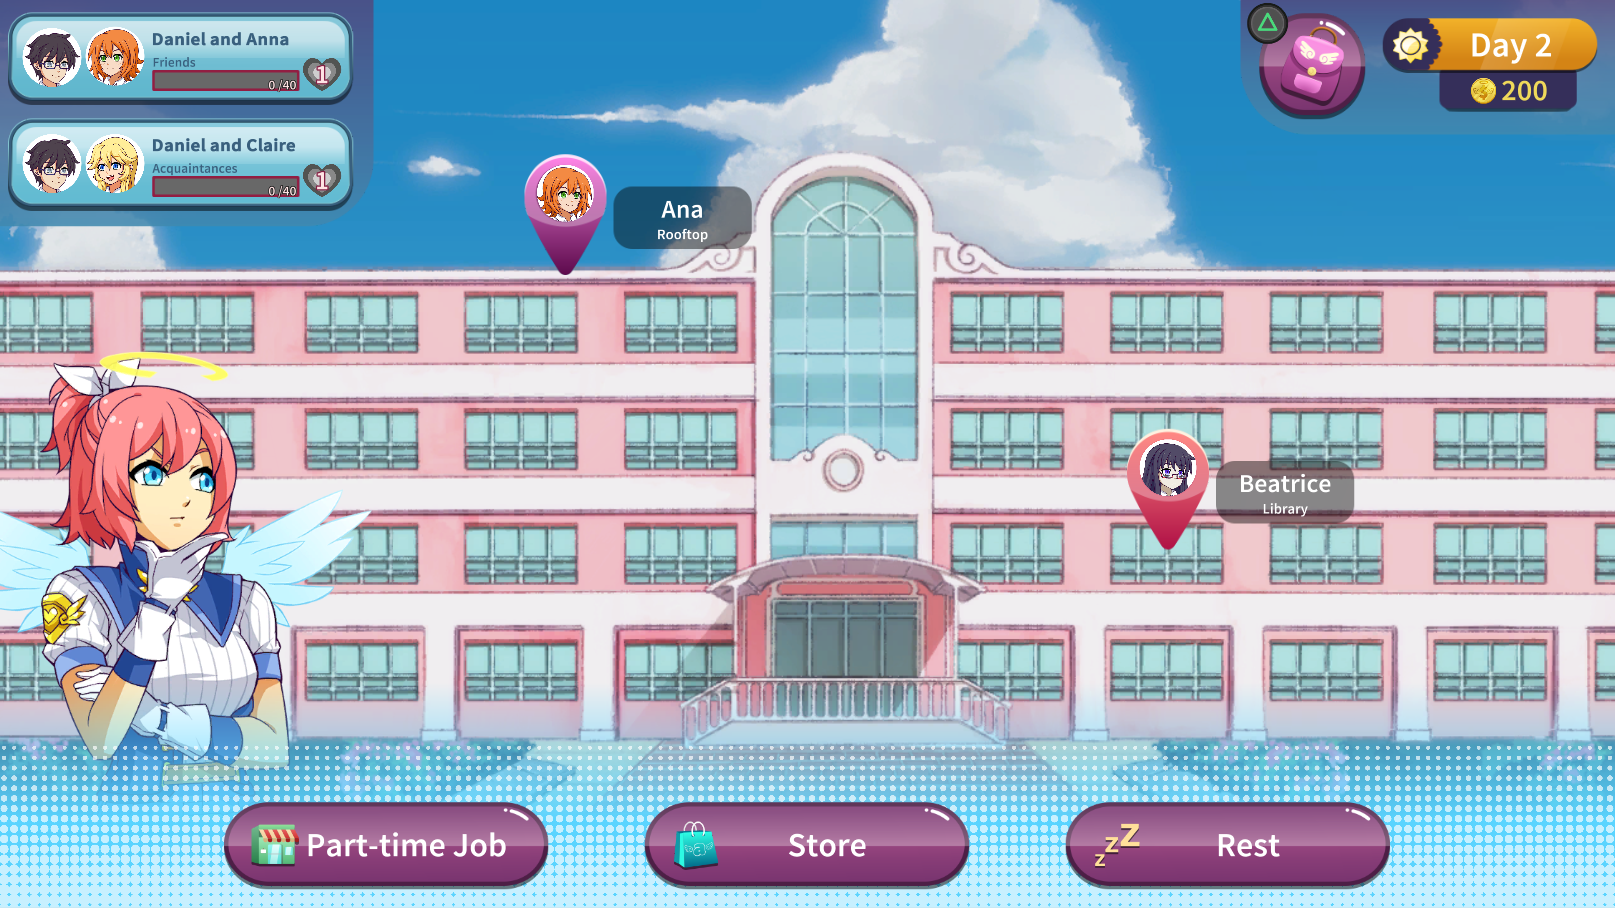 Daniel and Anna
Friends
0 /40
1
Daniel and Claire
Acquaintances
0 /40
1
Day 2
200
Ana
Rooftop
Beatrice
Library
Part-time Job
Store
zzZ
Rest